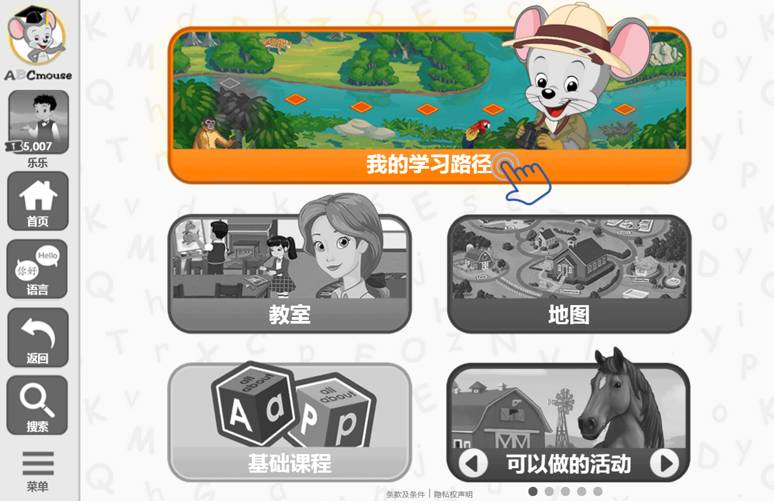 ABCmouse
5,007
乐乐
首页
Hello
你好
语言
返回
搜索
菜单
我的学习路径
教室
地图
all
about
Aa
all
about
Pp
基础课程
可以做的活动
条款及条件 | 隐私权声明